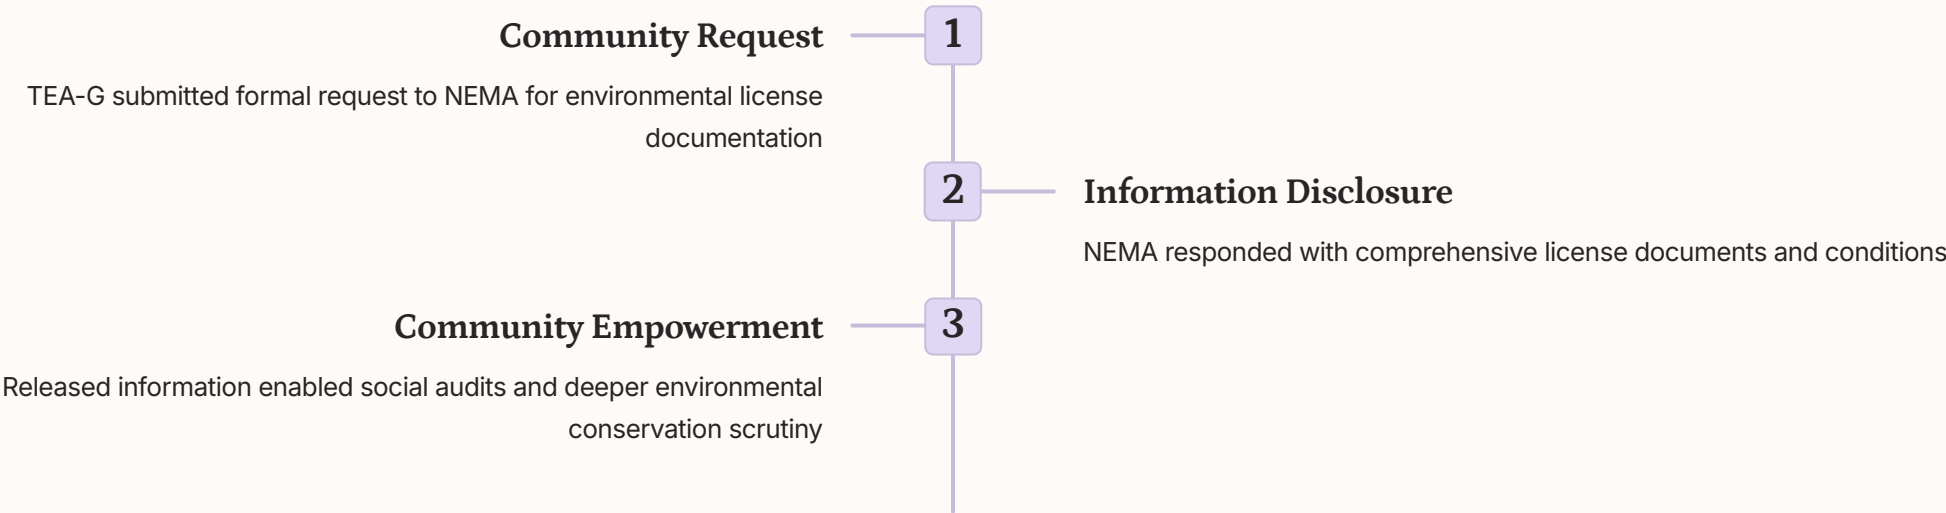 Community Request
1
TEA-G submitted formal request to NEMA for environmental license
documentation
2
Information Disclosure
NEMA responded with comprehensive license documents and conditions
Community Empowerment
3
Released information enabled social audits and deeper environmental
conservation scrutiny